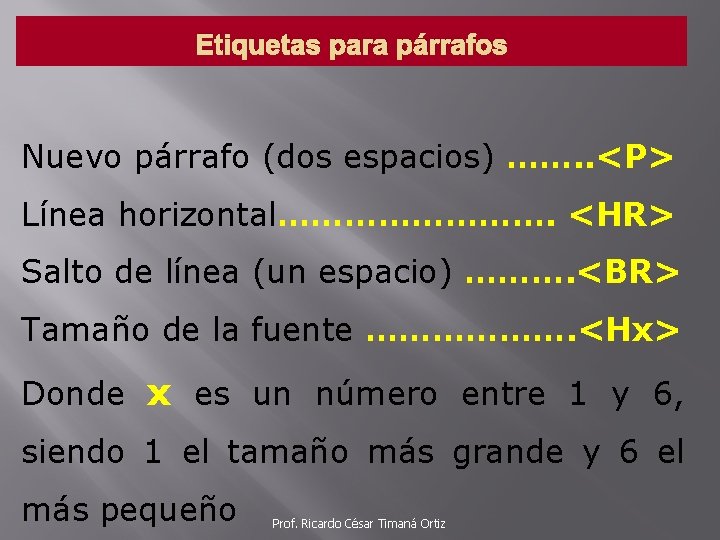 Etiquetas para párrafos
Nuevo párrafo (dos espacios) ……..<P>
Línea horizontal……………………. <HR>
Salto de línea (un espacio) ……….<BR>
Tamaño de la fuente ……………….<Hx>
Donde x es un número entre 1 y 6,
siendo 1 el tamaño más grande y 6 el
más pequeño
Prof. Ricardo César Timaná Ortiz